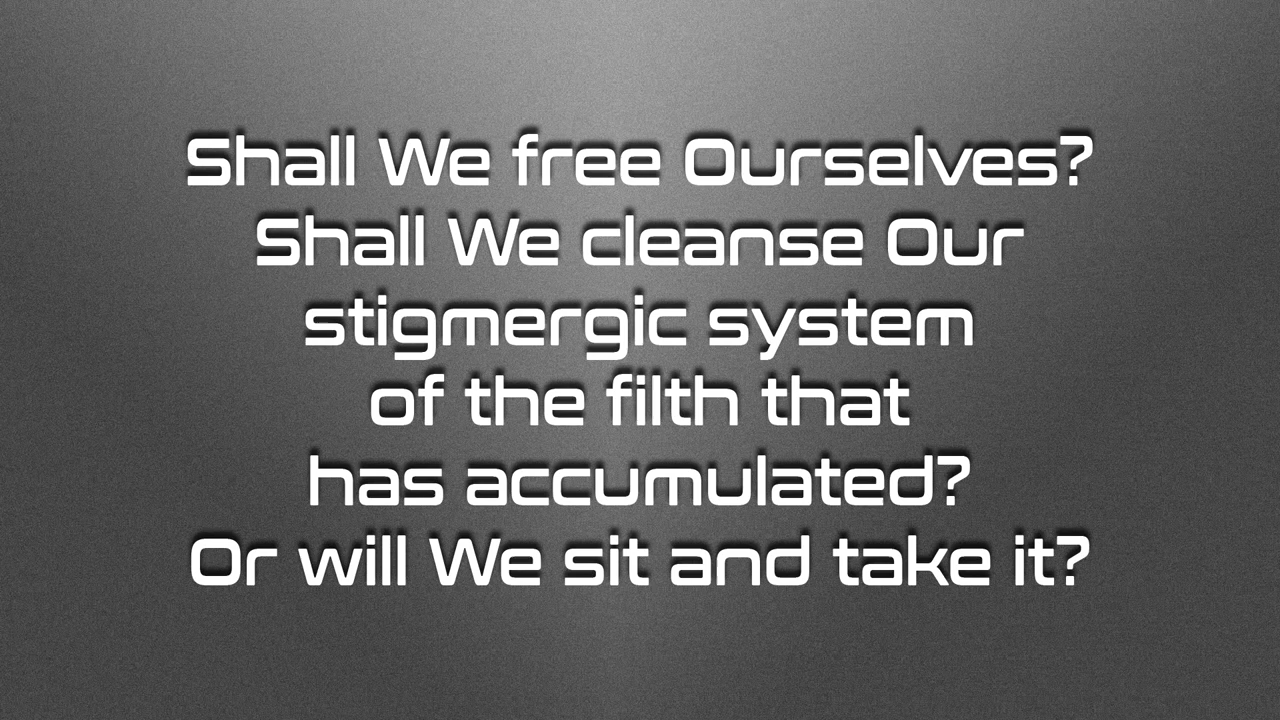 Shall We free Ourselves?
Shall We cleanse Our
stigmergic system
of the filth that
has accumulated?
Or will We sit and take it?